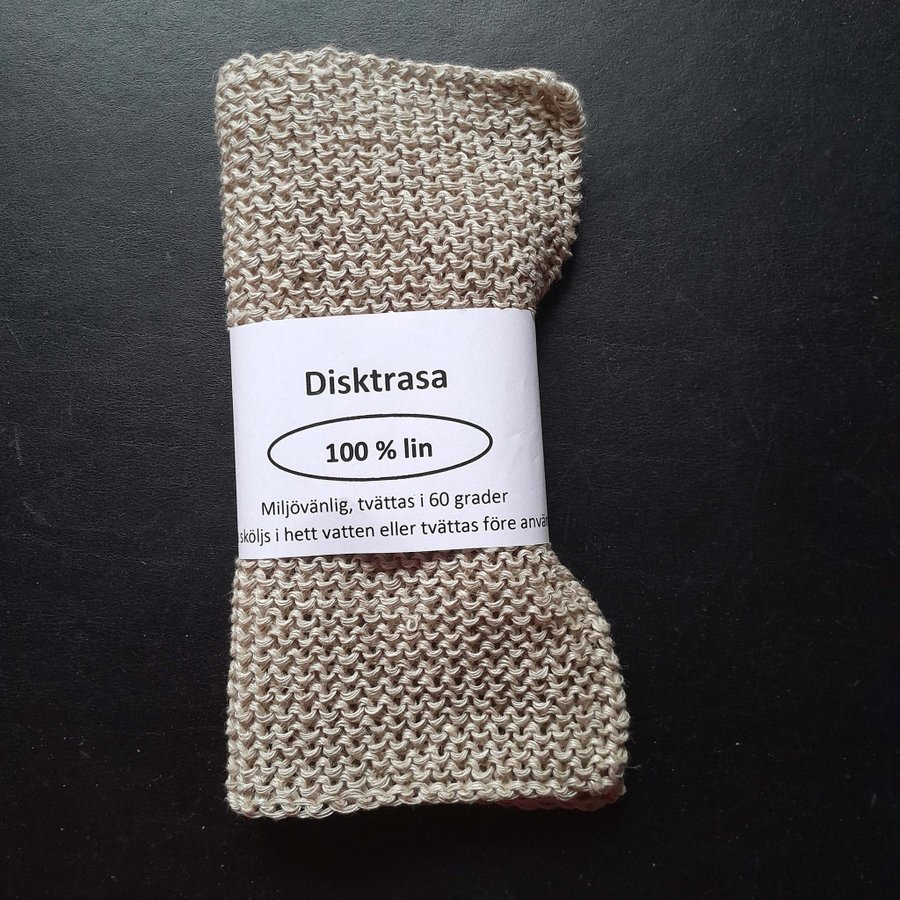 Disktrasa
100 % lin
Miljövänlig, tvättas i 60 grader
sköljs i hett vatten eller tvättas före